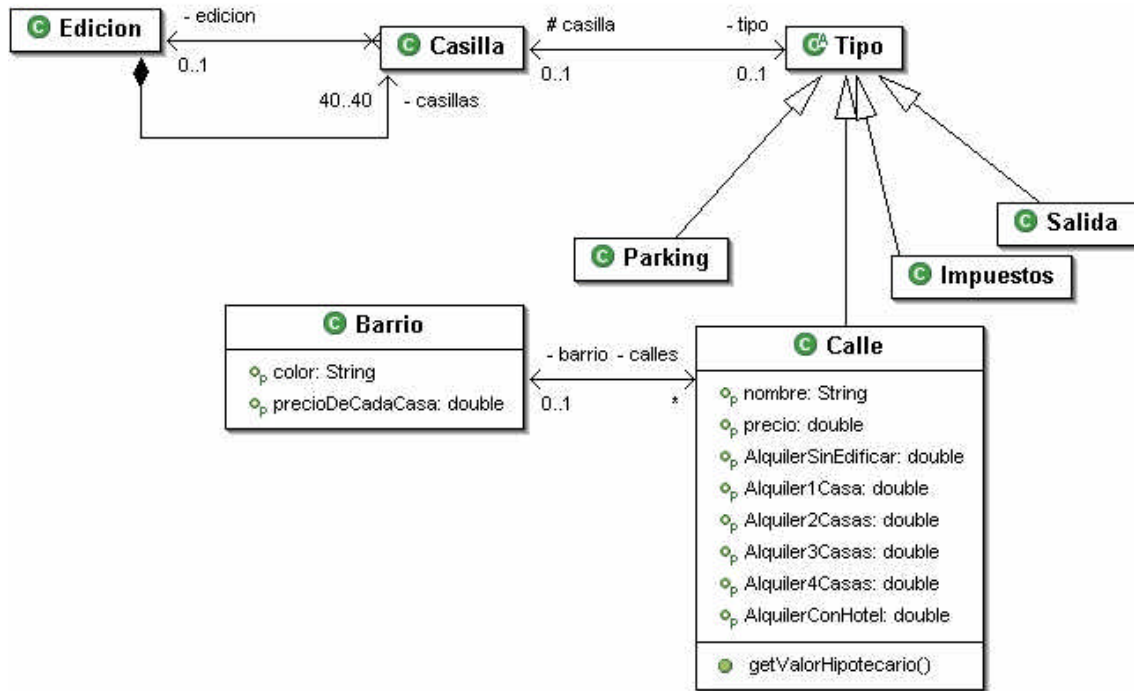 Edicion
- edicion
0..1
Casilla
40..40
- casillas
# casilla
- tipo
0..1
0..1
Tipo
Parking
Salida
Impuestos
Barrio
color: String
precioDeCadaCasa: double
- barrio
- calles
0..1
*
Calle
nombre: String
precio: double
AlquilerSinEdificar: double
Alquiler1Casa: double
Alquiler2Casas: double
Alquiler3Casas: double
Alquiler4Casas: double
AlquilerConHotel: double
getValorHipotecario()